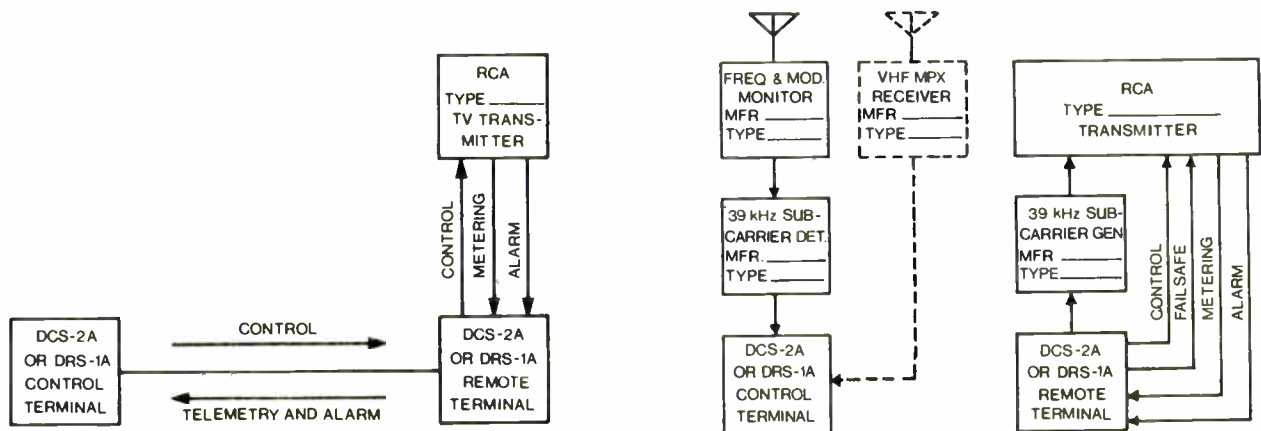 RCA
TYPE ______
TV TRANS-
MITTER
CONTROL
METERING
ALARM
DCS-2A
OR DRS-1A
CONTROL
TERMINAL
CONTROL
TELEMETRY AND ALARM
DCS-2A
OR DRS-1A
REMOTE
TERMINAL
FREQ & MOD.
MONITOR
MFR ______
TYPE ______
VHF MPX
RECEIVER
MFR ______
TYPE ______
39 kHz SUB-
CARRIER DET.
MFR. ______
TYPE ______
DCS-2A
OR DRS-1A
CONTROL
TERMINAL
RCA
TYPE ______
TRANSMITTER
39 kHz SUB-
CARRIER GEN
MFR ______
TYPE ______
CONTROL
FAILSAFE
METERING
ALARM
DCS-2A
OR DRS-1A
REMOTE
TERMINAL